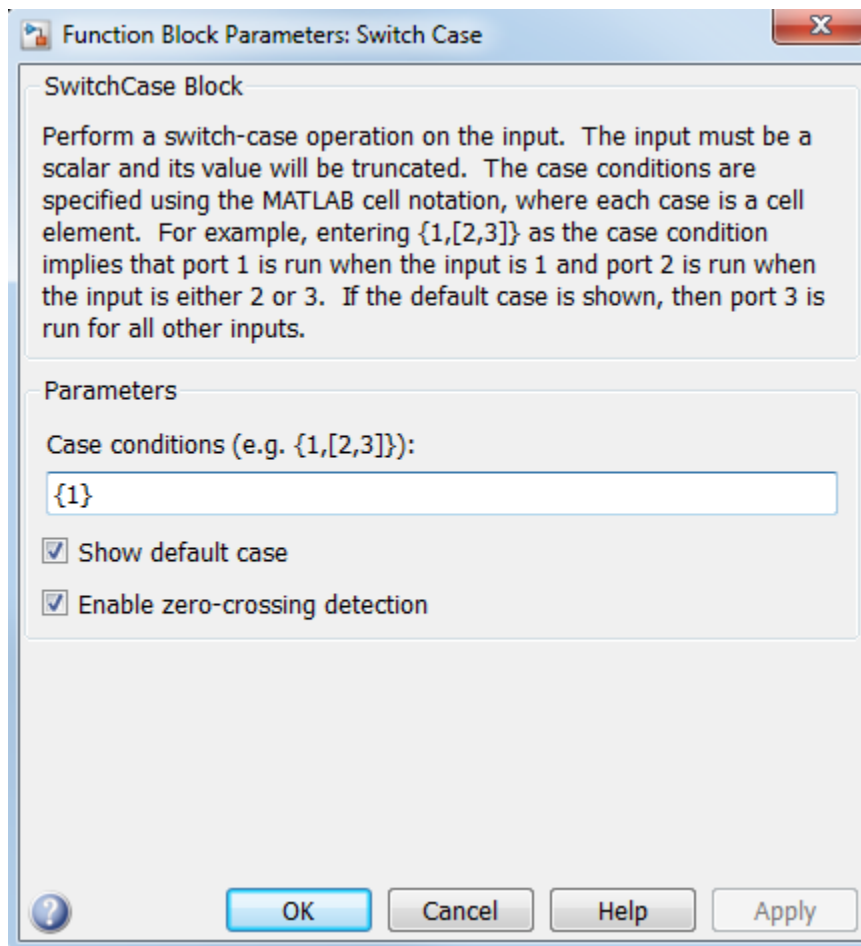 Function Block Parameters: Switch Case
SwitchCase Block
Perform a switch-case operation on the input.  The input must be a
scalar and its value will be truncated.  The case conditions are
specified using the MATLAB cell notation, where each case is a cell
element.  For example, entering {1,[2,3]} as the case condition
implies that port 1 is run when the input is 1 and port 2 is run when
the input is either 2 or 3.  If the default case is shown, then port 3 is
run for all other inputs.
Parameters
Case conditions (e.g. {1,[2,3]}):
{1}
Show default case
Enable zero-crossing detection
? OK Cancel Help Apply